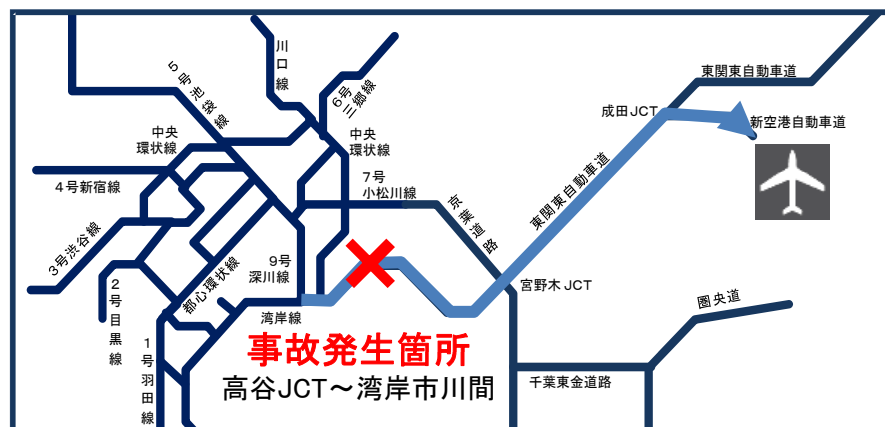 川口線
6号三郷線
5号池袋線
東関東自動車道
成田JCT
新空港自動車道
中央
環状線
中央
環状線
4号新宿線
7号
小松川線
京葉道路
東関東自動車道
3号渋谷線
9号
深川線
都心環状線
宮野木JCT
2号目黒線
湾岸線
圏央道
1号羽田線
事故発生箇所
高谷JCT～湾岸市川間
千葉東金道路